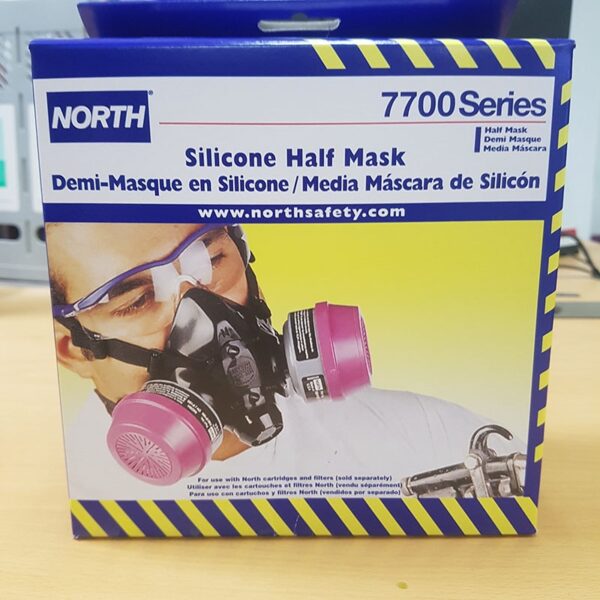 NORTH
7700 Series
Half Mask
Demi Masque
Media Máscara
Silicone Half Mask
Demi-Masque en Silicone/Media Máscara de Silicón
www.northsafety.com
NORTH
For use with North cartridges and filters (sold separately)
Utiliser avec les cartouches et filtres North (vendu séparément)
Para uso con cartuchos y filtros North (vendidos por separado)